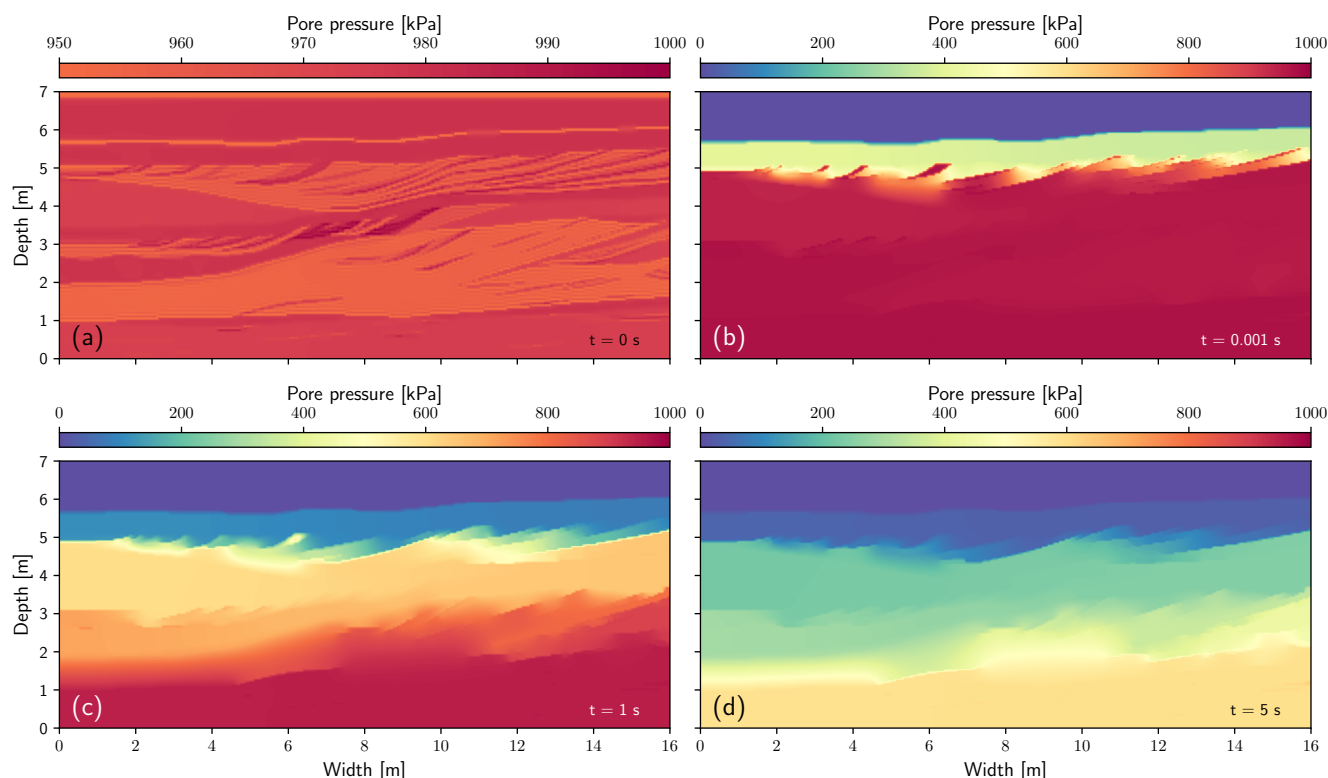 Pore pressure [kPa] Pore pressure [kPa]
950 960 970 980 990 1000 0 200 400 600 800 1000
7
6
5
4
3
2
1
0
Depth [m]
(a) t = 0 s (b) t = 0.001 s
Pore pressure [kPa] Pore pressure [kPa]
0 200 400 600 800 1000 0 200 400 600 800 1000
7
6
5
4
3
2
1
0
Depth [m]
(c) t = 1 s (d) t = 5 s
0 2 4 6 8 10 12 14 16 0 2 4 6 8 10 12 14 16
Width [m] Width [m]